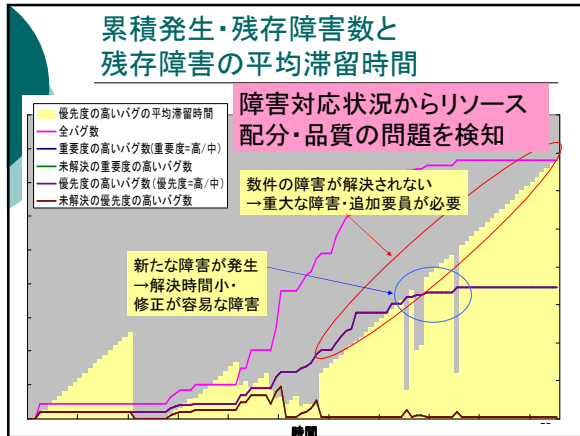 累積発生・残存障害数と
残存障害の平均滞留時間
障害対応状況からリソース
配分・品質の問題を検知
優先度の高いバグの平均滞留時間
全バグ数
重要度の高いバグ数(重要度=高/中)
未解決の重要度の高いバグ数
優先度の高いバグ数(優先度=高/中)
未解決の優先度の高いバグ数
数件の障害が解決されない
→重大な障害・追加要員が必要
新たな障害が発生
→解決時間小・
修正が容易な障害
時間